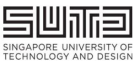 SUTD
SINGAPORE UNIVERSITY OF
TECHNOLOGY AND DESIGN